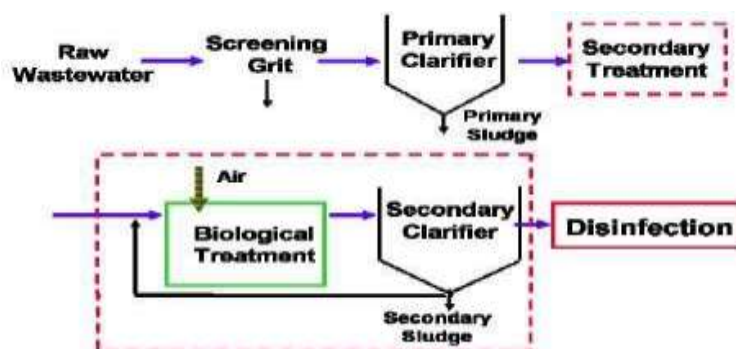 Raw
Wastewater
Screening
Grit
Primary
Clarifier
Secondary
Treatment
Primary
Sludge
Air
Biological
Treatment
Secondary
Clarifier
Disinfection
Secondary
Sludge